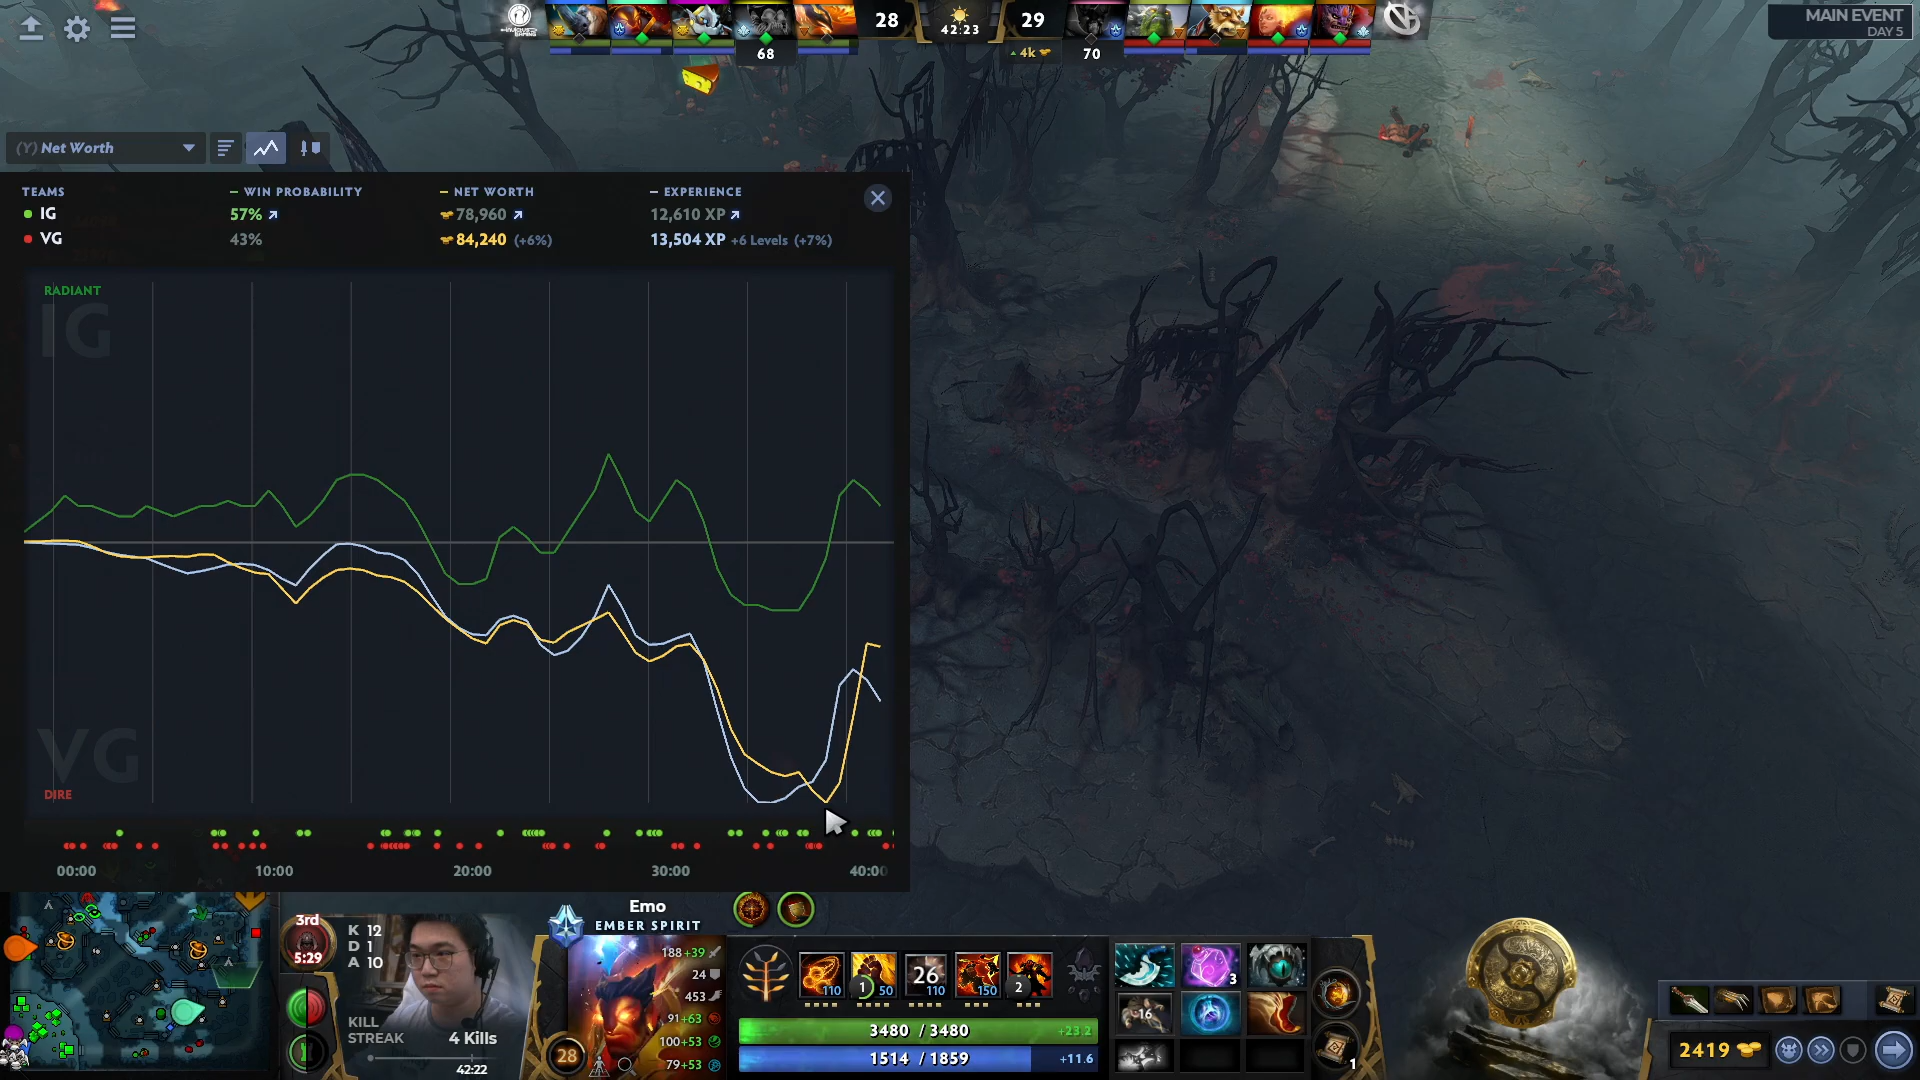 28
42:23
29
4k
68
70
MAIN EVENT
DAY 5
(Y) Net Worth
TEAMS
WIN PROBABILITY
NET WORTH
EXPERIENCE
IG
57%
78,960
12,610 XP
VG
43%
84,240 (+6%)
13,504 XP +6 Levels (+7%)
RADIANT
IG
VG
DIRE
00:00
10:00
20:00
30:00
40:00
3rd
5:29
K 12
D 1
A 10
KILL
STREAK
4 Kills
42:22
Emo
EMBER SPIRIT
188+39
24
453
91+63
100+53
79+53
28
110
1
50
26
110
150
2
3480 / 3480
+23.2
1514 / 1859
+11.6
3
16
1
2419